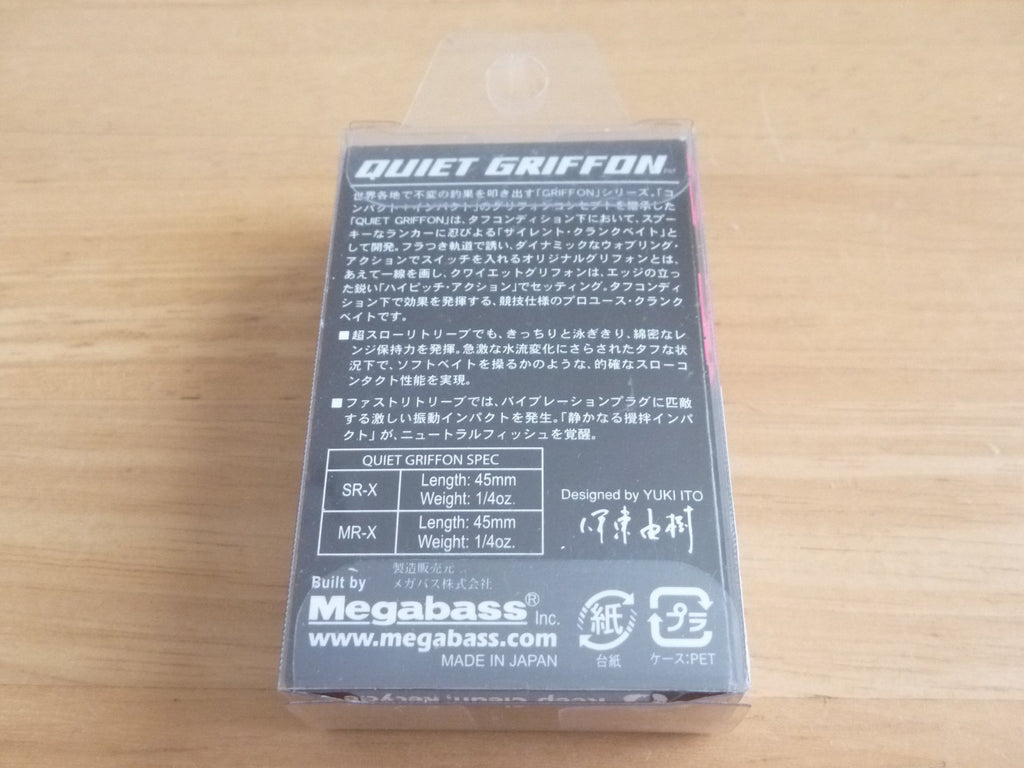 QUIET GRIFFON
世界各地で不変の釣果を叩き出す「GRIFFON」シリーズ。「コ
ンパクト・インパクト」のグリフォンコンセプトを踏承した
「QUIET GRIFFON」は、タフコンディション下において、スプー
キーなランカーに忍びよる「サイレント・クランクベイト」と
して開発。フラつき軌道で誘い、ダイナミックなウォブリング・
アクションでスイッチを入れるオリジナルグリフォンとは、
あえて一線を画し、クワイエットグリフォンは、エッジの立っ
た鋭い「ハイピッチ・アクション」でセッティング。タフコンディ
ション下で効果を発揮する、競技仕様のプロユース・クランク
ベイトです。
■超スローリトリーブでも、きっちりと泳ぎきり、綿密なレ
ンジ保持力を発揮。急激な水流変化にさらされたタフな状
況下で、ソフトベイトを操るかのような、的確なスローコ
ンタクト性能を実現。
■ファストリトリーブでは、バイブレーションプラグに匹敵
する激しい振動インパクトを発生。「静かなる攪拌インパ
クト」が、ニュートラルフィッシュを覚醒。
QUIET GRIFFON SPEC
SR-X Length: 45mm
Weight: 1/4oz.
MR-X Length: 45mm
Weight: 1/4oz.
Designed by YUKI ITO
伊東由樹
製造販売元
メガバス株式会社
Built by
Megabass® Inc.
www.megabass.com
MADE IN JAPAN
紙
台紙
プラ
ケース:PET
Keep clean. Recycle